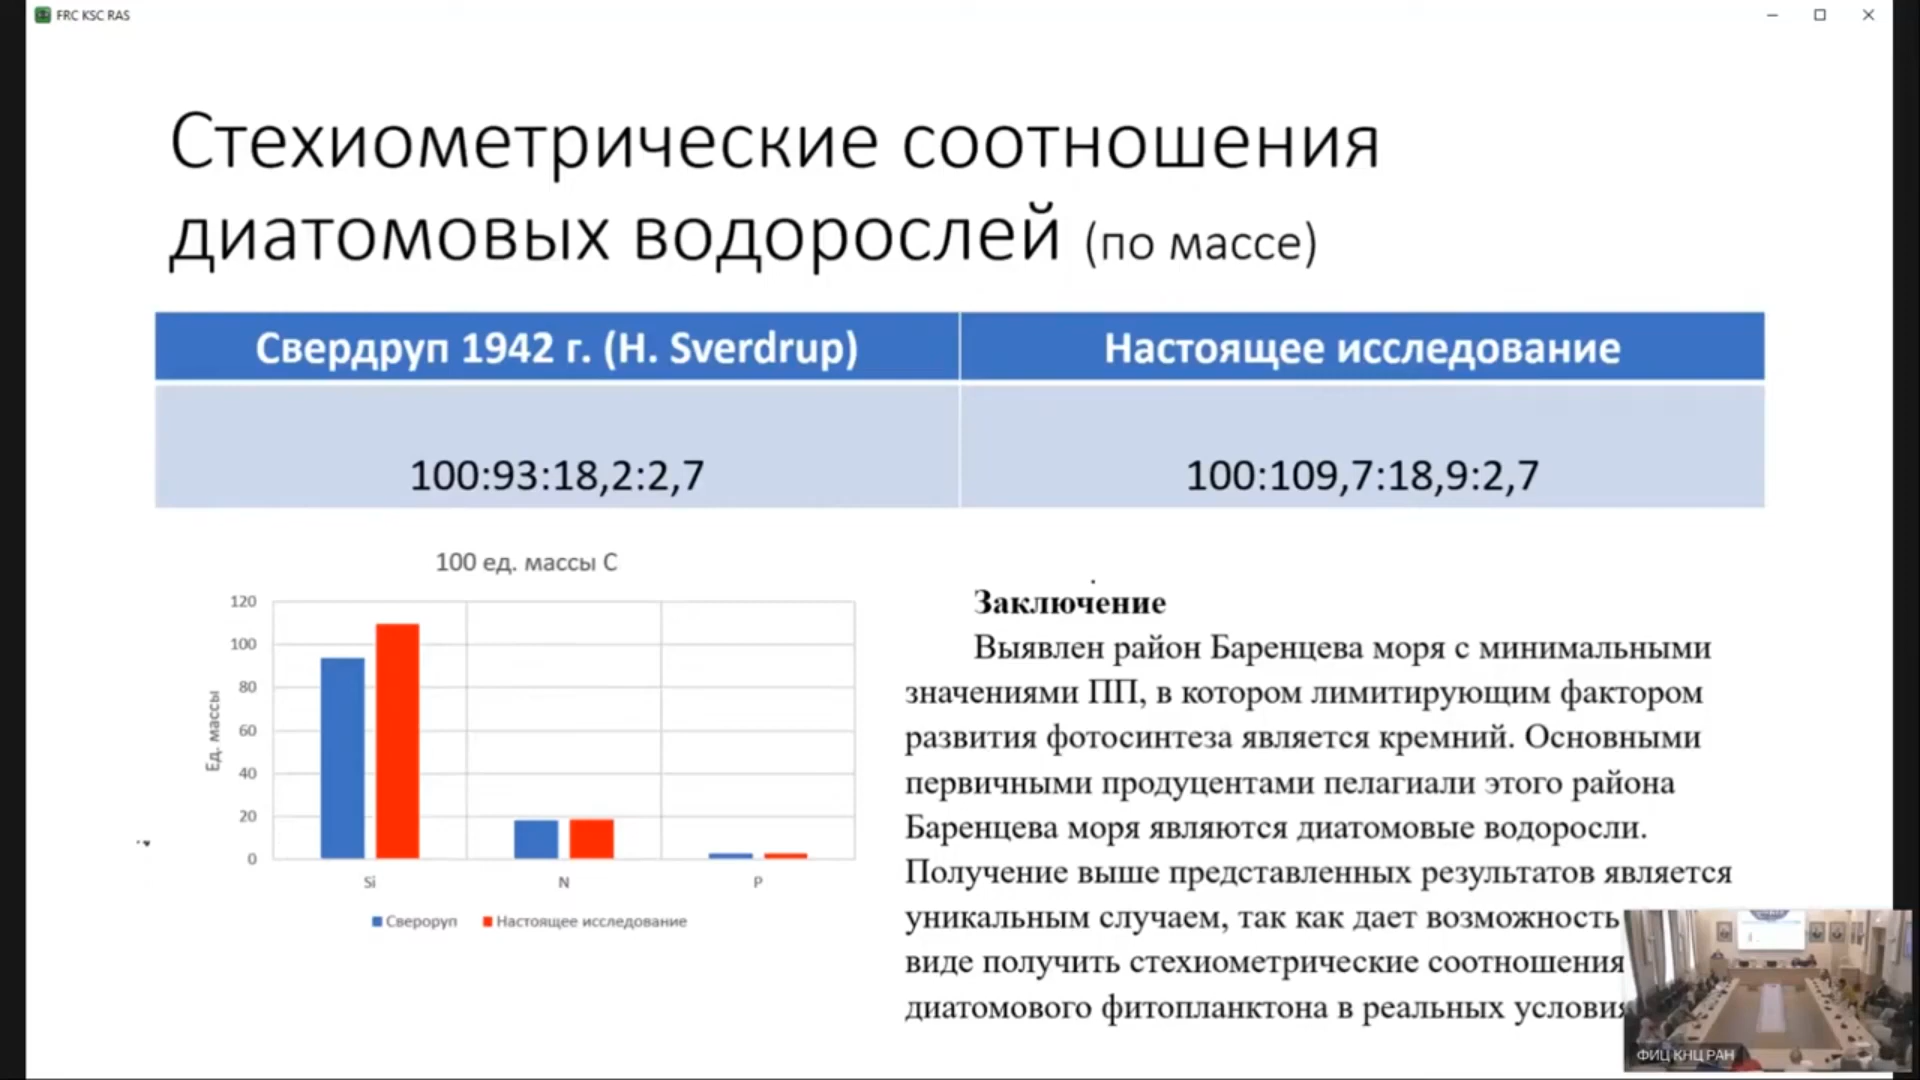 FRC KSC RAS
Стехиометрические соотношения
диатомовых водорослей (по массе)
Свердруп 1942 г. (H. Sverdrup)
Настоящее исследование
100:93:18,2:2,7
100:109,7:18,9:2,7
100 ед. массы С
120
100
80
60
40
20
0
Ед. массы
Si
N
P
Свероруп
Настоящее исследование
Заключение
Выявлен район Баренцева моря с минимальными
значениями ПП, в котором лимитирующим фактором
развития фотосинтеза является кремний. Основными
первичными продуцентами пелагиали этого района
Баренцева моря являются диатомовые водоросли.
Получение выше представленных результатов является
уникальным случаем, так как дает возможность
виде получить стехиометрические соотношения
диатомового фитопланктона в реальных
ФИЦ КНЦ РАН